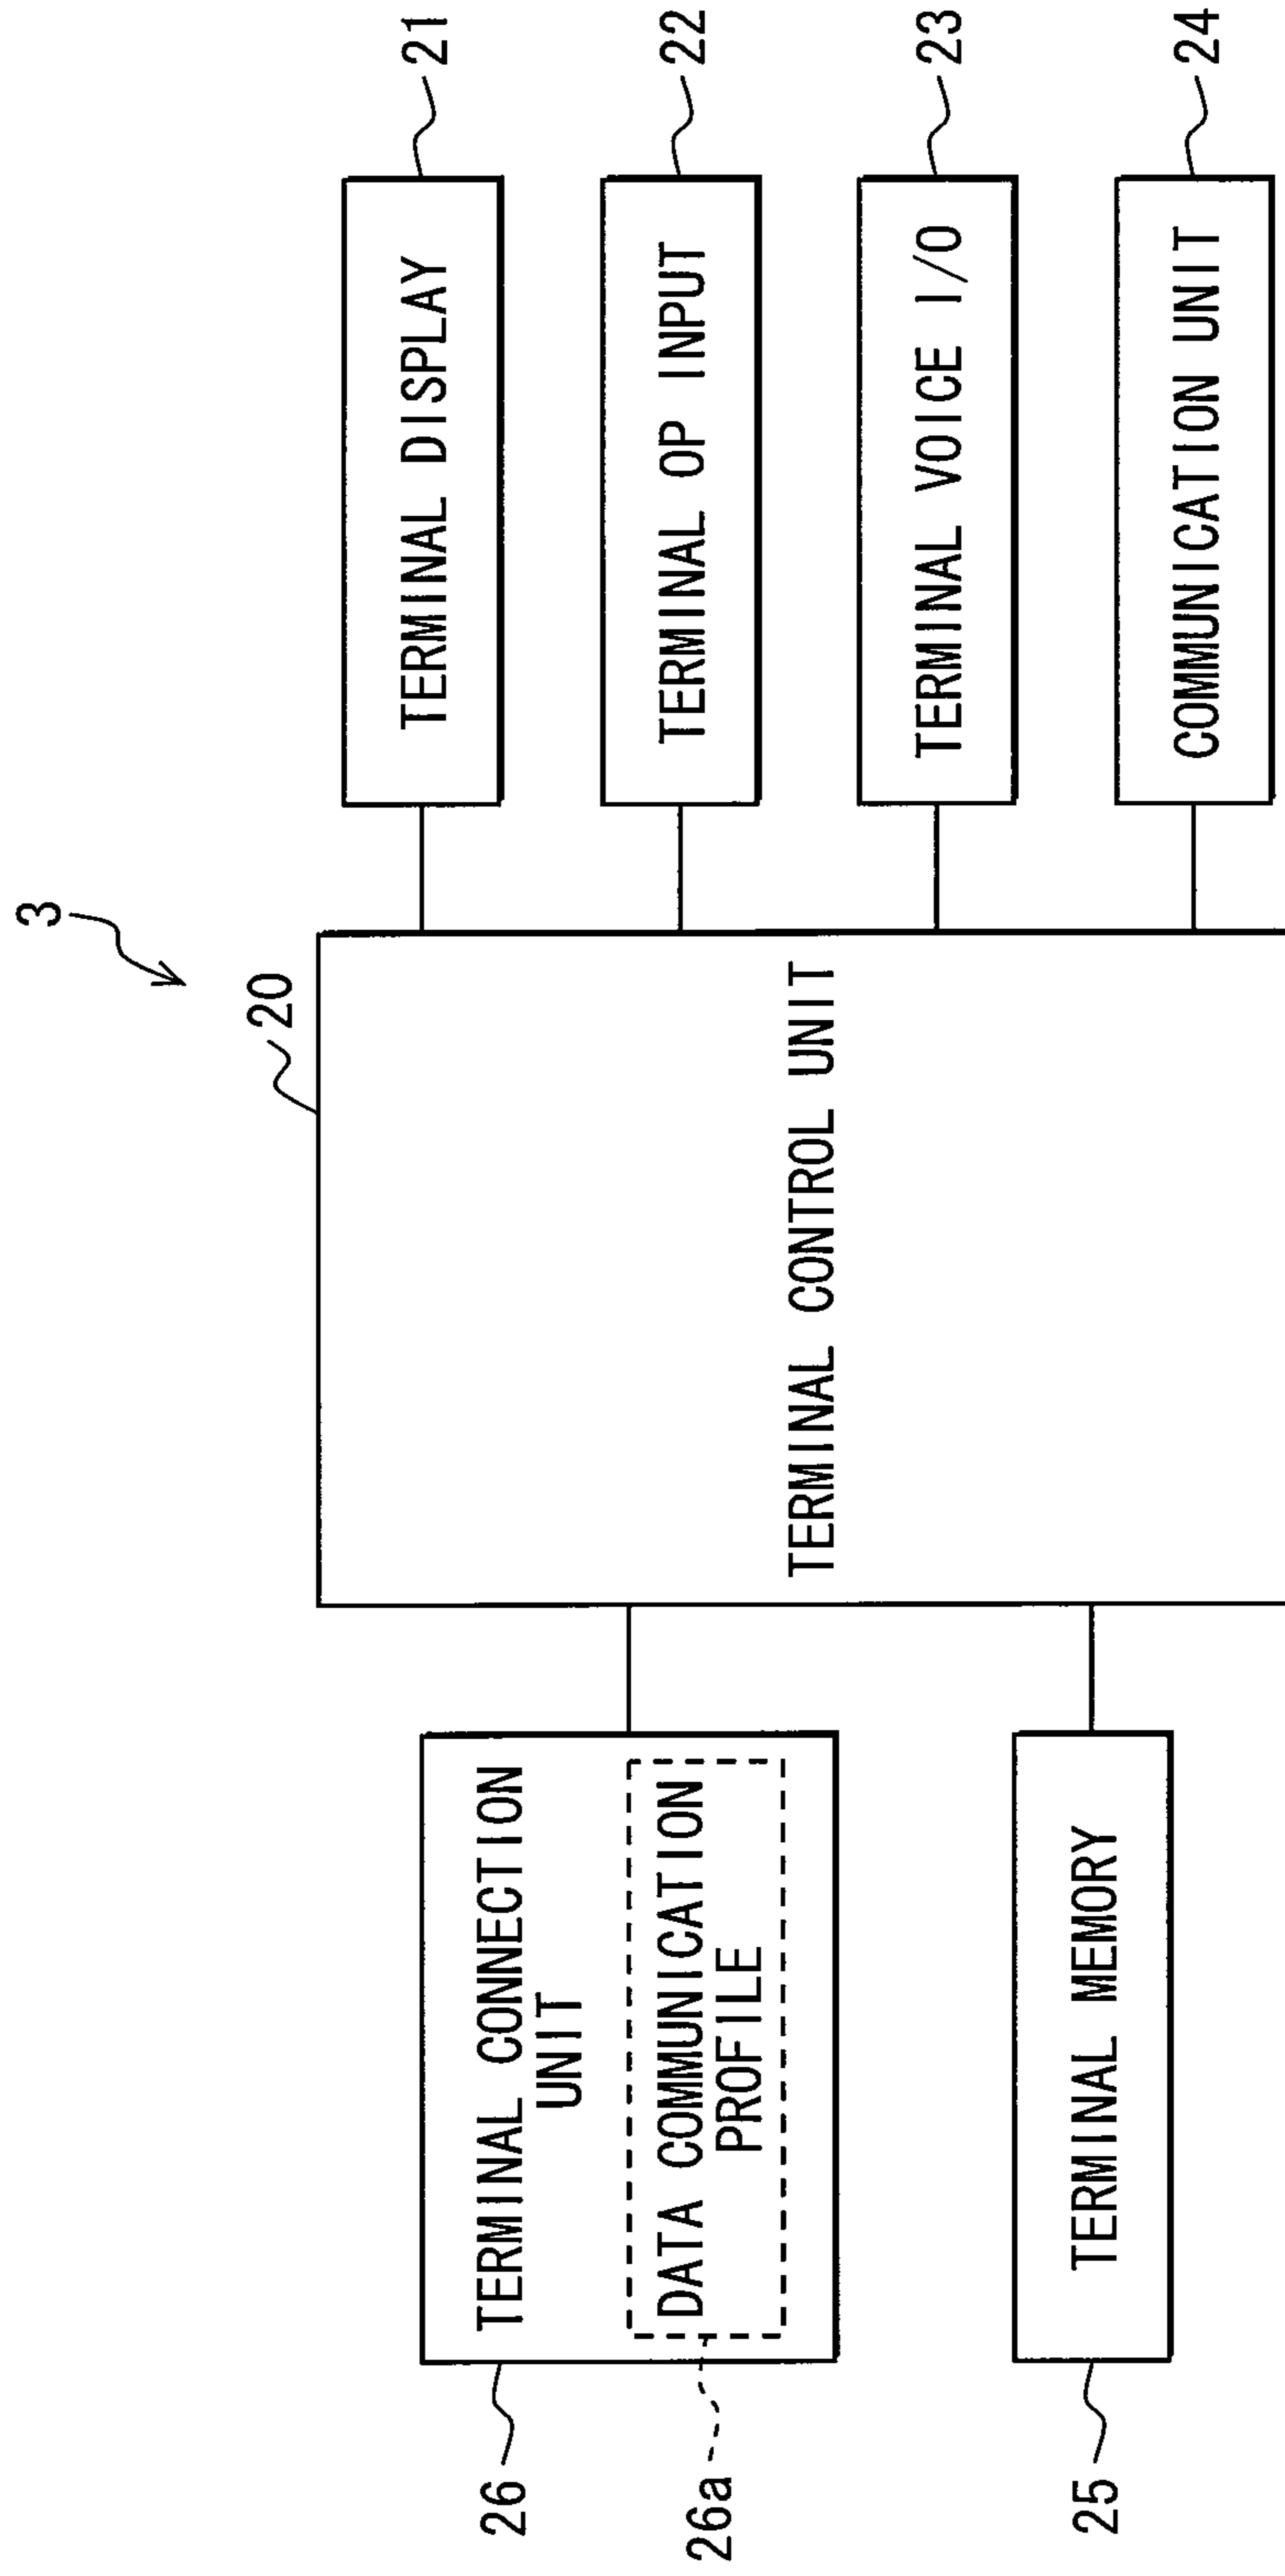 3
20
26
TERMINAL CONNECTION
UNIT
26a
DATA COMMUNICATION
PROFILE
25
TERMINAL MEMORY
TERMINAL CONTROL UNIT
TERMINAL DISPLAY
21
TERMINAL OP INPUT
22
TERMINAL VOICE I/O
23
COMMUNICATION UNIT
24